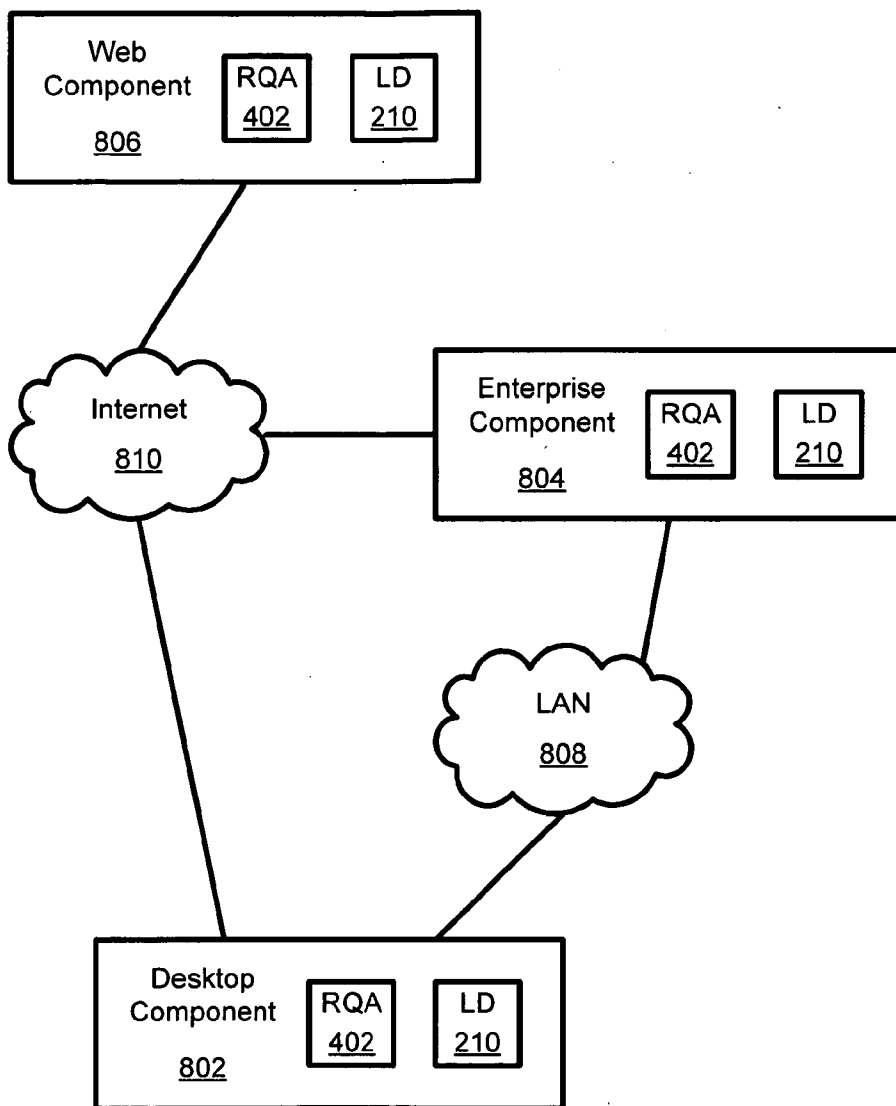 Web
Component
806
RQA
402
LD
210
Internet
810
Enterprise
Component
804
RQA
402
LD
210
LAN
808
Desktop
Component
802
RQA
402
LD
210